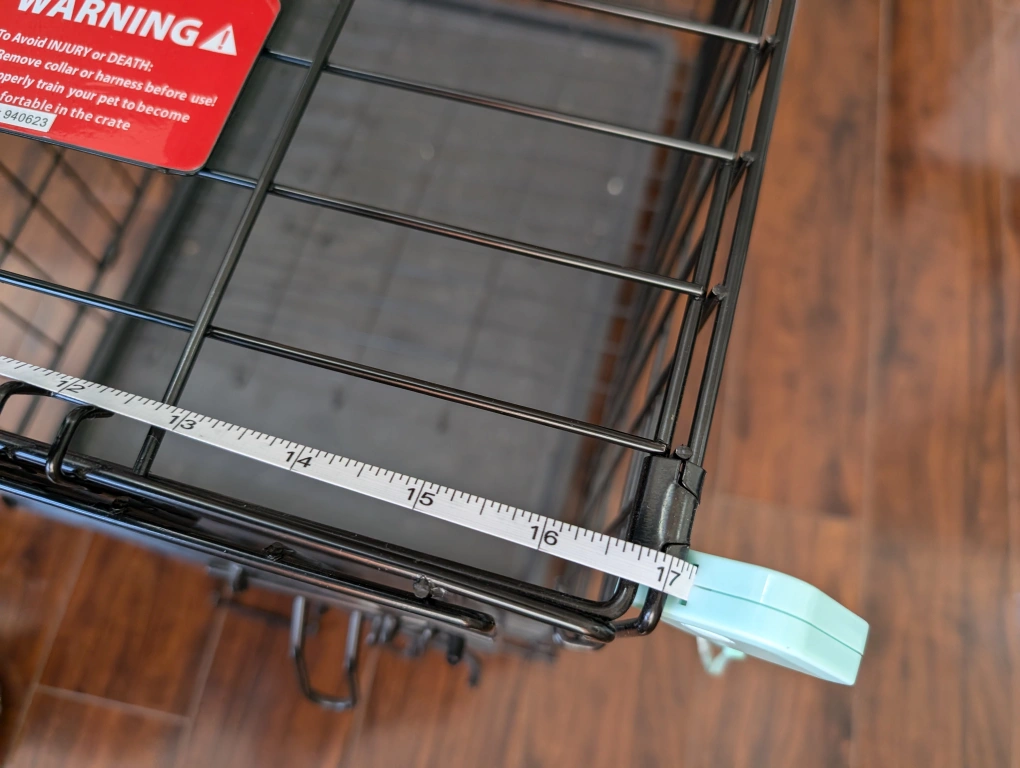 WARNING
To Avoid INJURY or DEATH:
Remove collar or harness before use!
operly train your pet to become
fortable in the crate
940623
12 13 14 15 16 17